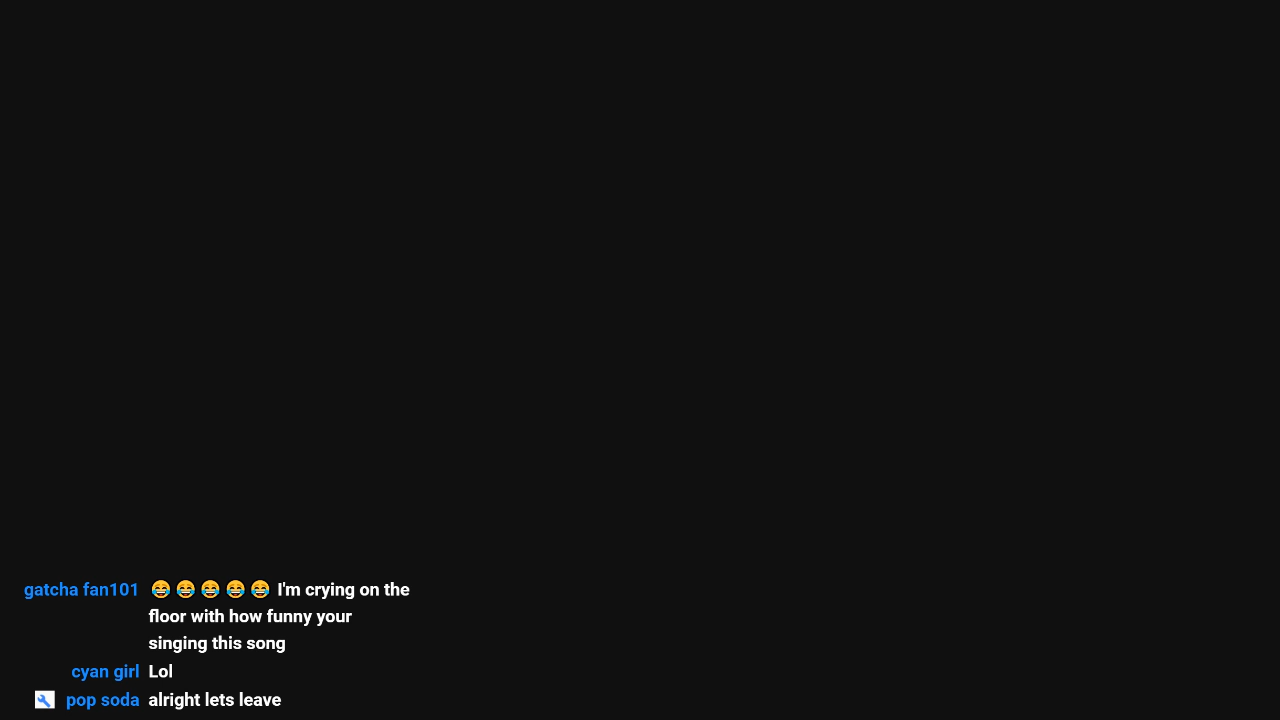 gatcha fan101 😂😂😂😂😂 I'm crying on the
floor with how funny your
singing this song
cyan girl Lol
pop soda alright lets leave